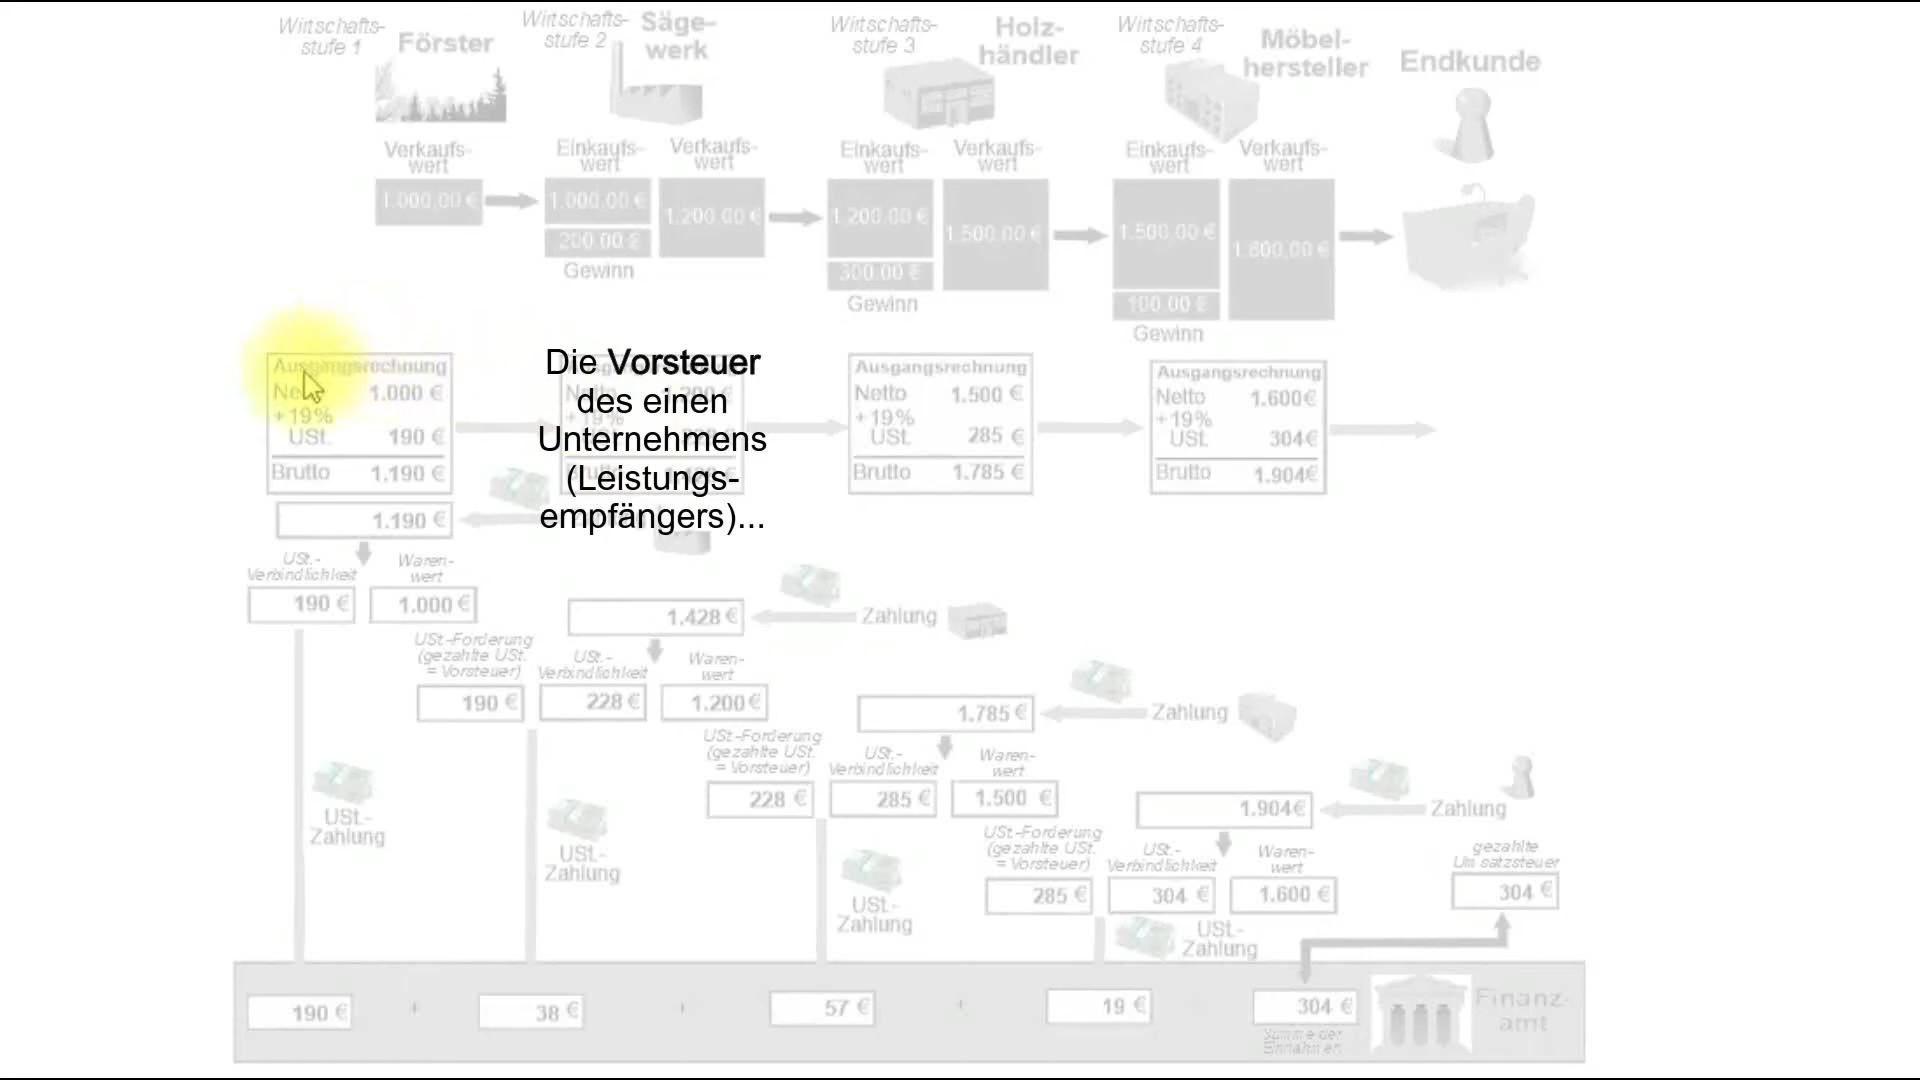 Wirtschafts-
stufe 1
Förster
Wirtschafts-
stufe 2
Säge-
werk
Wirtschafts-
stufe 3
Holz-
händler
Wirtschafts-
stufe 4
Möbel-
hersteller
Endkunde
Verkaufs-
wert
Einkaufs-
wert
Verkaufs-
wert
Einkaufs-
wert
Verkaufs-
wert
Einkaufs-
wert
Verkaufs-
wert
1.000,00 €
1.000,00 €
200,00 €
Gewinn
1.200,00 €
1.200,00 €
300,00 €
Gewinn
1.500,00 €
1.500,00 €
100,00 €
Gewinn
1.600,00 €
Ausgangsrechnung
Netto 1.000 €
+19%
USt. 190 €
Brutto 1.190 €
Die Vorsteuer
des einen
Unternehmens
(Leistungs-
empfängers)...
Ausgangsrechnung
Netto 1.500 €
+19%
USt. 285 €
Brutto 1.785 €
Ausgangsrechnung
Netto 1.600€
+19%
USt. 304€
Brutto 1.904€
1.190 €
USt.-
Verbindlichkeit
190 €
Waren-
wert
1.000 €
1.428 €
Zahlung
USt.-Forderung
(gezahlte USt.
= Vorsteuer)
190 €
USt.-
Verbindlichkeit
228 €
Waren-
wert
1.200 €
1.785 €
Zahlung
USt.-Forderung
(gezahlte USt.
= Vorsteuer)
228 €
USt.-
Verbindlichkeit
285 €
Waren-
wert
1.500 €
1.904€
Zahlung
USt.-Forderung
(gezahlte USt.
= Vorsteuer)
285 €
USt.-
Verbindlichkeit
304 €
Waren-
wert
1.600 €
gezahlte
Umsatzsteuer
304 €
USt.-
Zahlung
USt.-
Zahlung
USt.-
Zahlung
USt.-
Zahlung
190 € + 38 € + 57 € + 19 € 304 €
Summe der
Einnahmen
Finanz-
amt